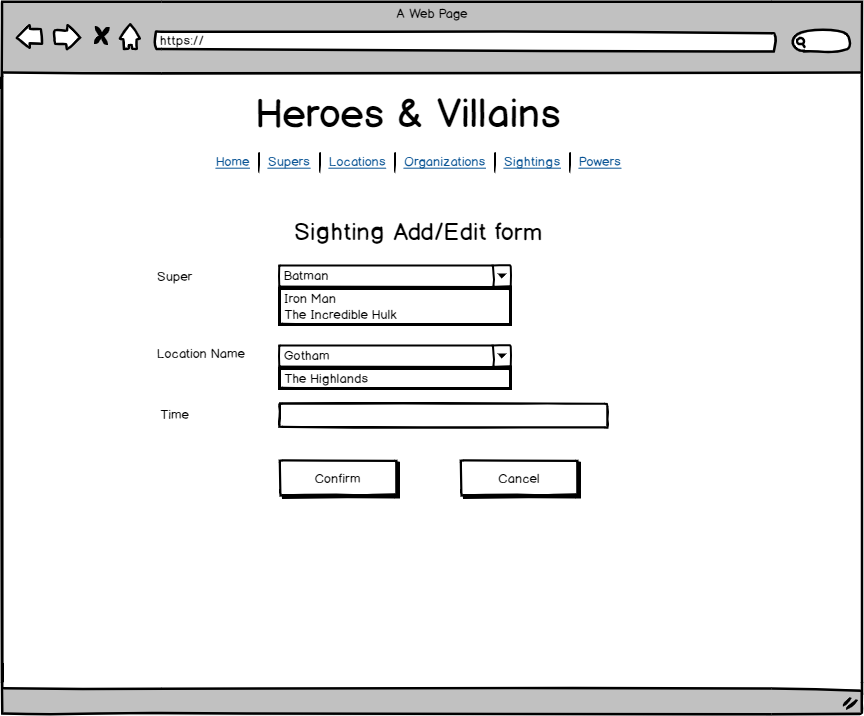 A Web Page
https://
Heroes & Villains
Home Supers Locations Organizations Sightings Powers
Sighting Add/Edit form
Super Batman
Iron Man
The Incredible Hulk
Location Name Gotham
The Highlands
Time
Confirm Cancel